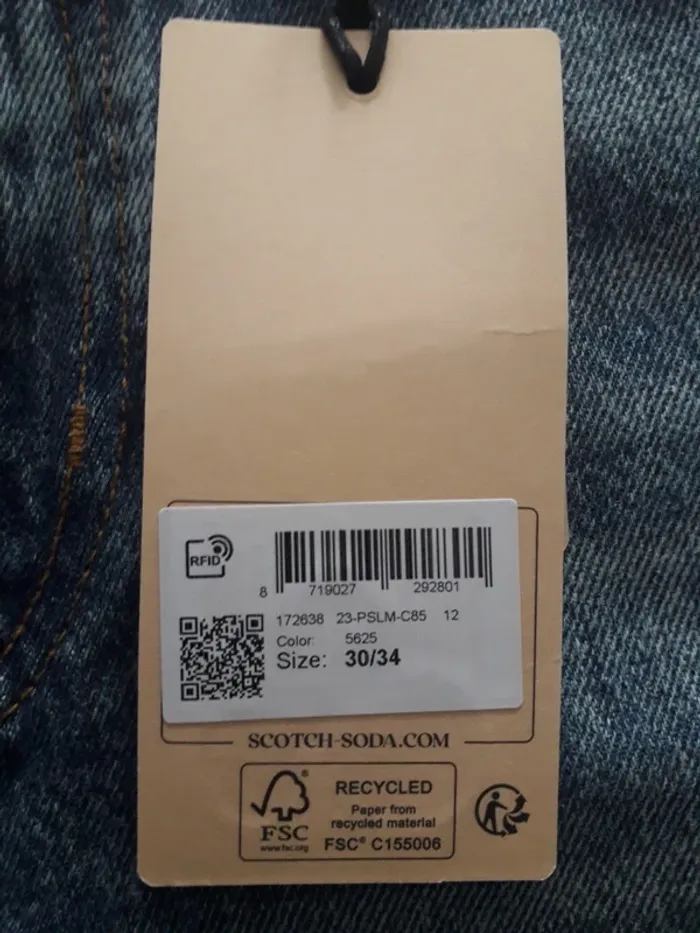 RFID
8 719027 292801
172638 23-PSLM-C85 12
Color: 5625
Size: 30/34
SCOTCH-SODA.COM
FSC®
www.fsc.org
RECYCLED
Paper from
recycled material
FSC® C155006